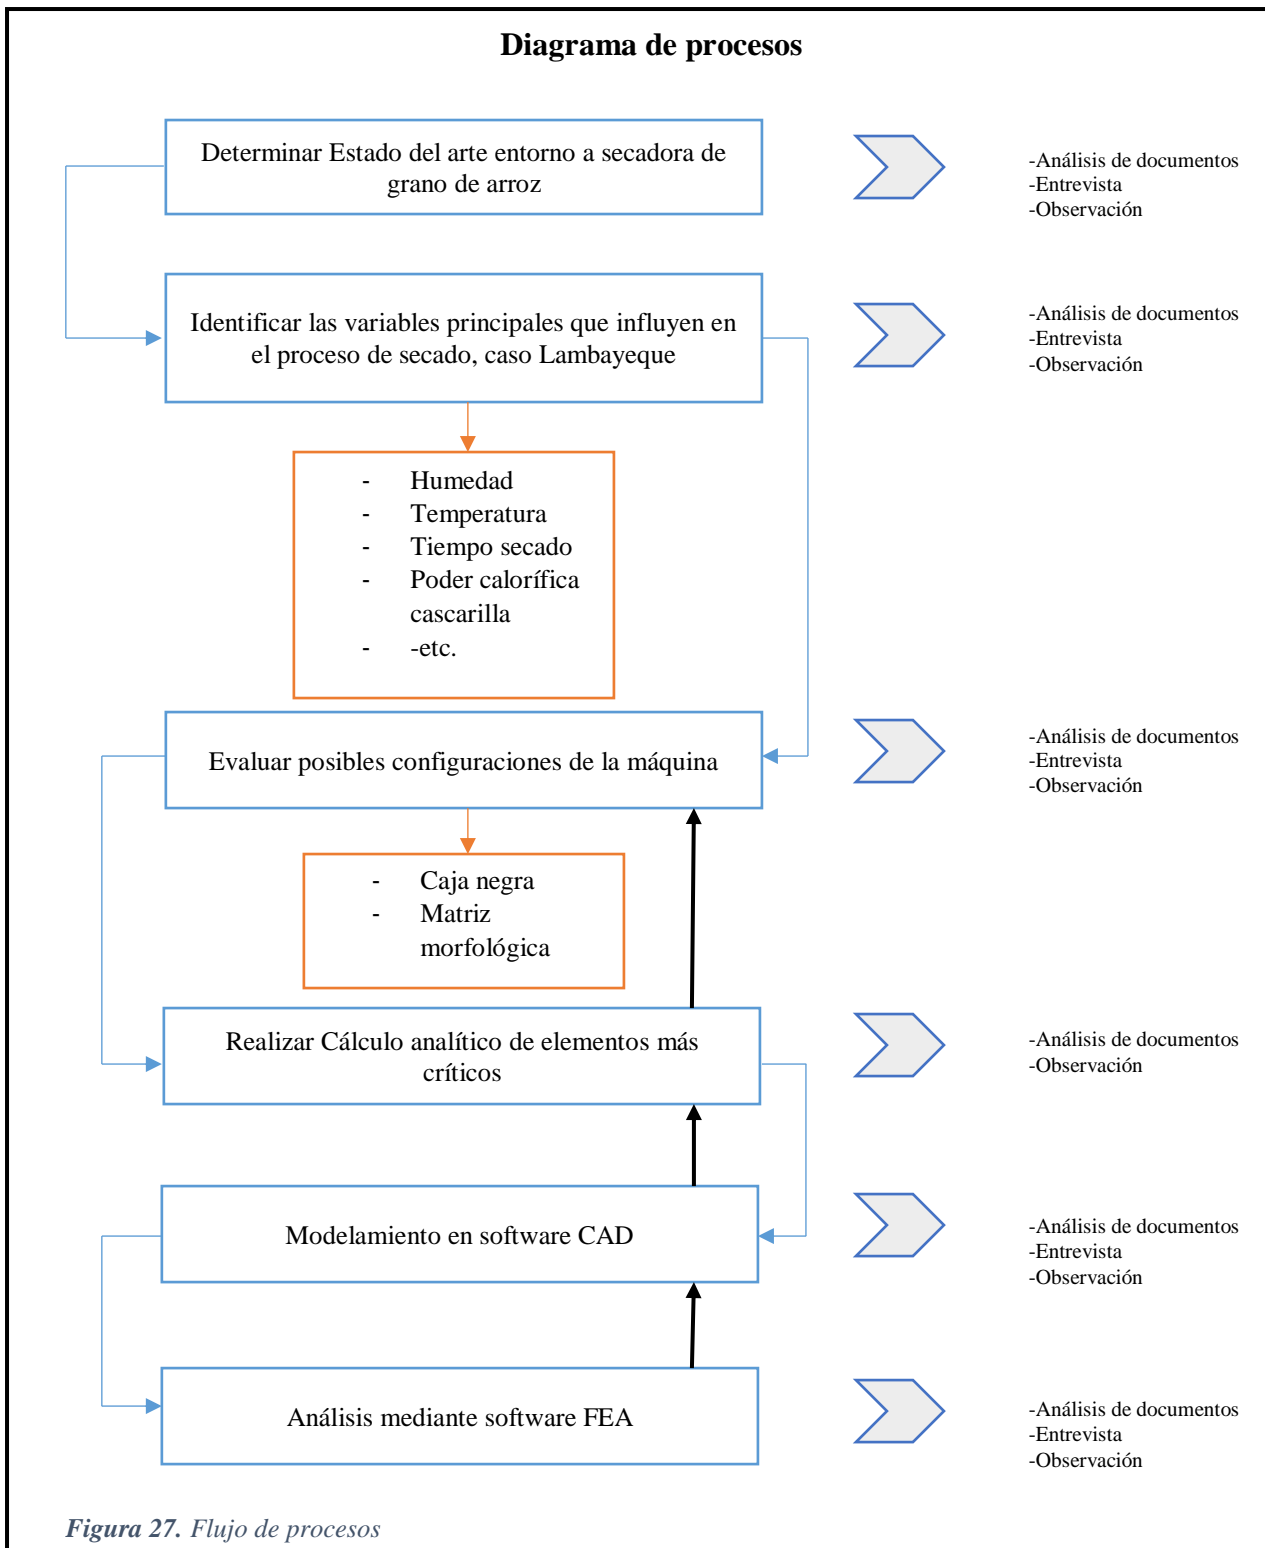 Diagrama de procesos
Determinar Estado del arte entorno a secadora de
grano de arroz
-Análisis de documentos
-Entrevista
-Observación
Identificar las variables principales que influyen en
el proceso de secado, caso Lambayeque
-Análisis de documentos
-Entrevista
-Observación
- Humedad
- Temperatura
- Tiempo secado
- Poder calorífica
cascarilla
- -etc.
Evaluar posibles configuraciones de la máquina
-Análisis de documentos
-Entrevista
-Observación
- Caja negra
- Matriz
morfológica
Realizar Cálculo analítico de elementos más
críticos
-Análisis de documentos
-Observación
Modelamiento en software CAD
-Análisis de documentos
-Entrevista
-Observación
Análisis mediante software FEA
-Análisis de documentos
-Entrevista
-Observación
Figura 27. Flujo de procesos